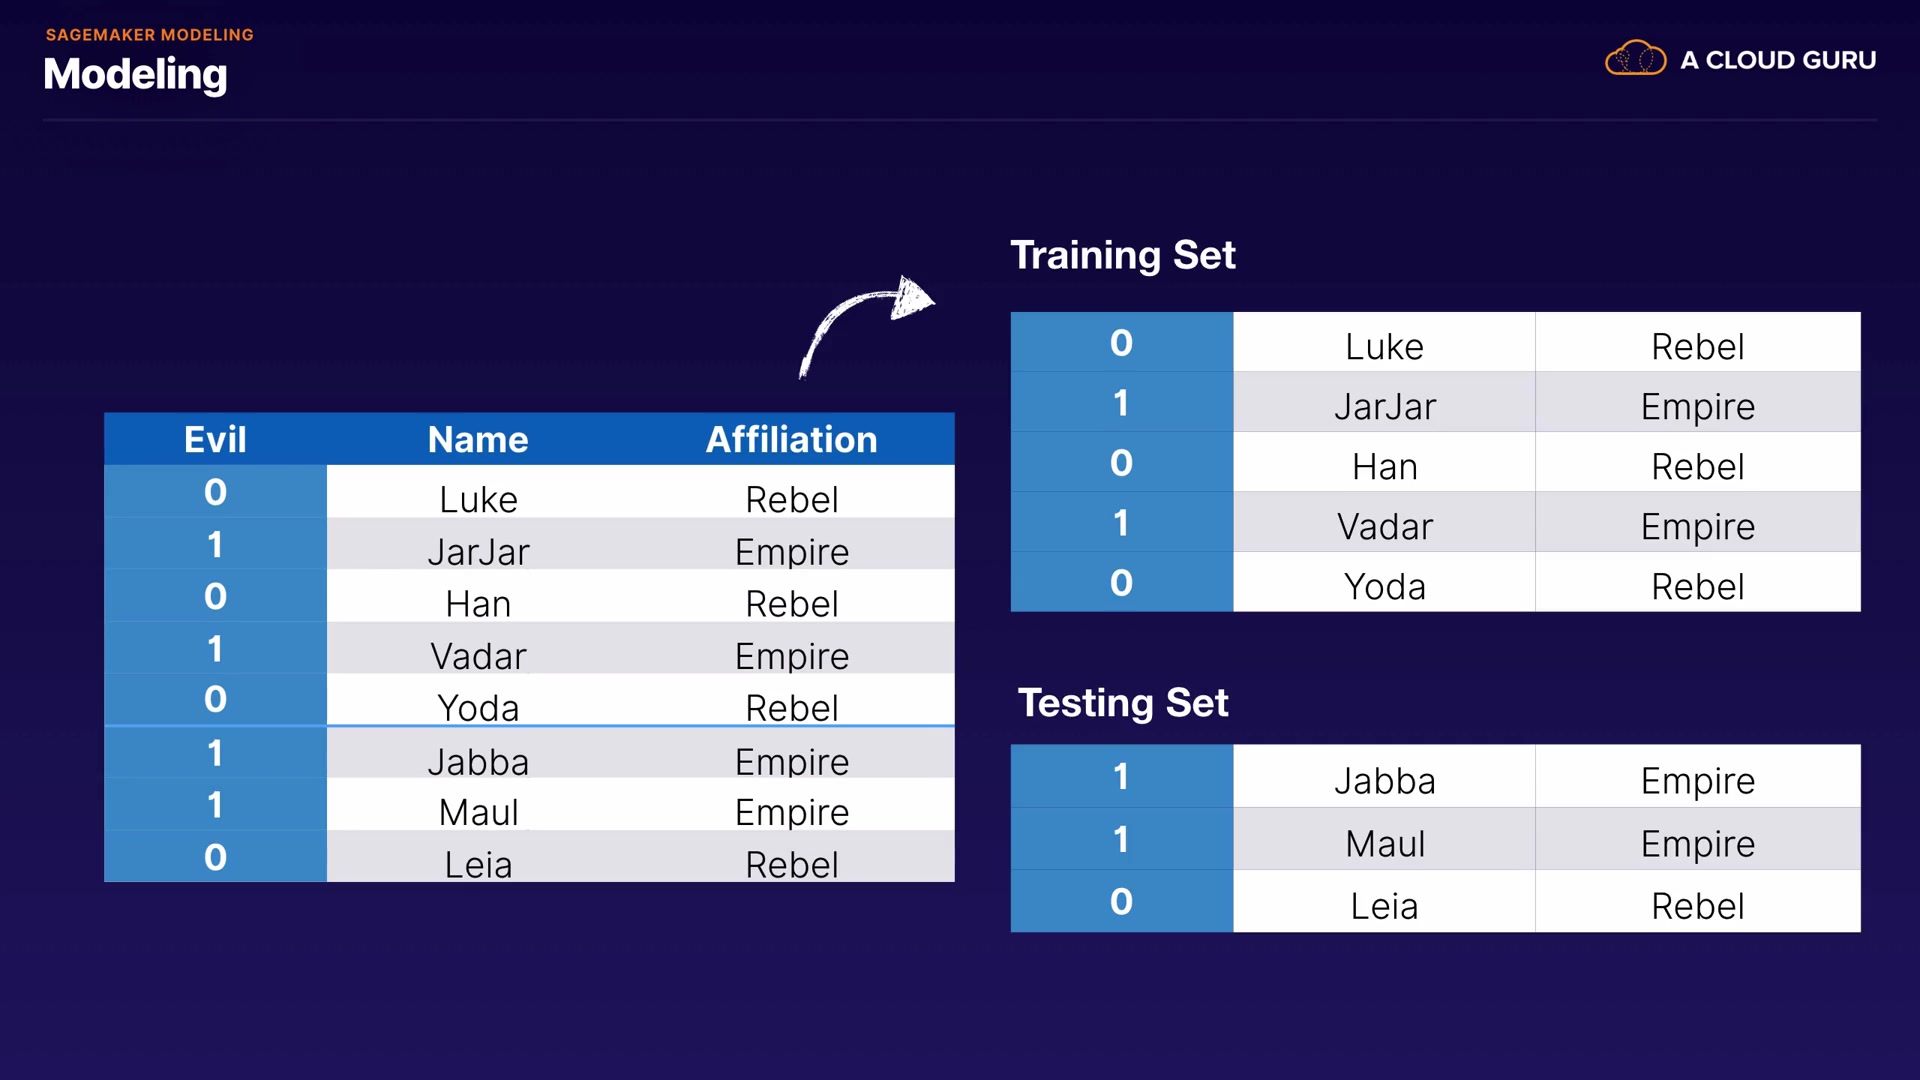 SAGEMAKER MODELING
Modeling
A CLOUD GURU
Evil Name Affiliation
0 Luke Rebel
1 JarJar Empire
0 Han Rebel
1 Vadar Empire
0 Yoda Rebel
1 Jabba Empire
1 Maul Empire
0 Leia Rebel
Training Set
0 Luke Rebel
1 JarJar Empire
0 Han Rebel
1 Vadar Empire
0 Yoda Rebel
Testing Set
1 Jabba Empire
1 Maul Empire
0 Leia Rebel